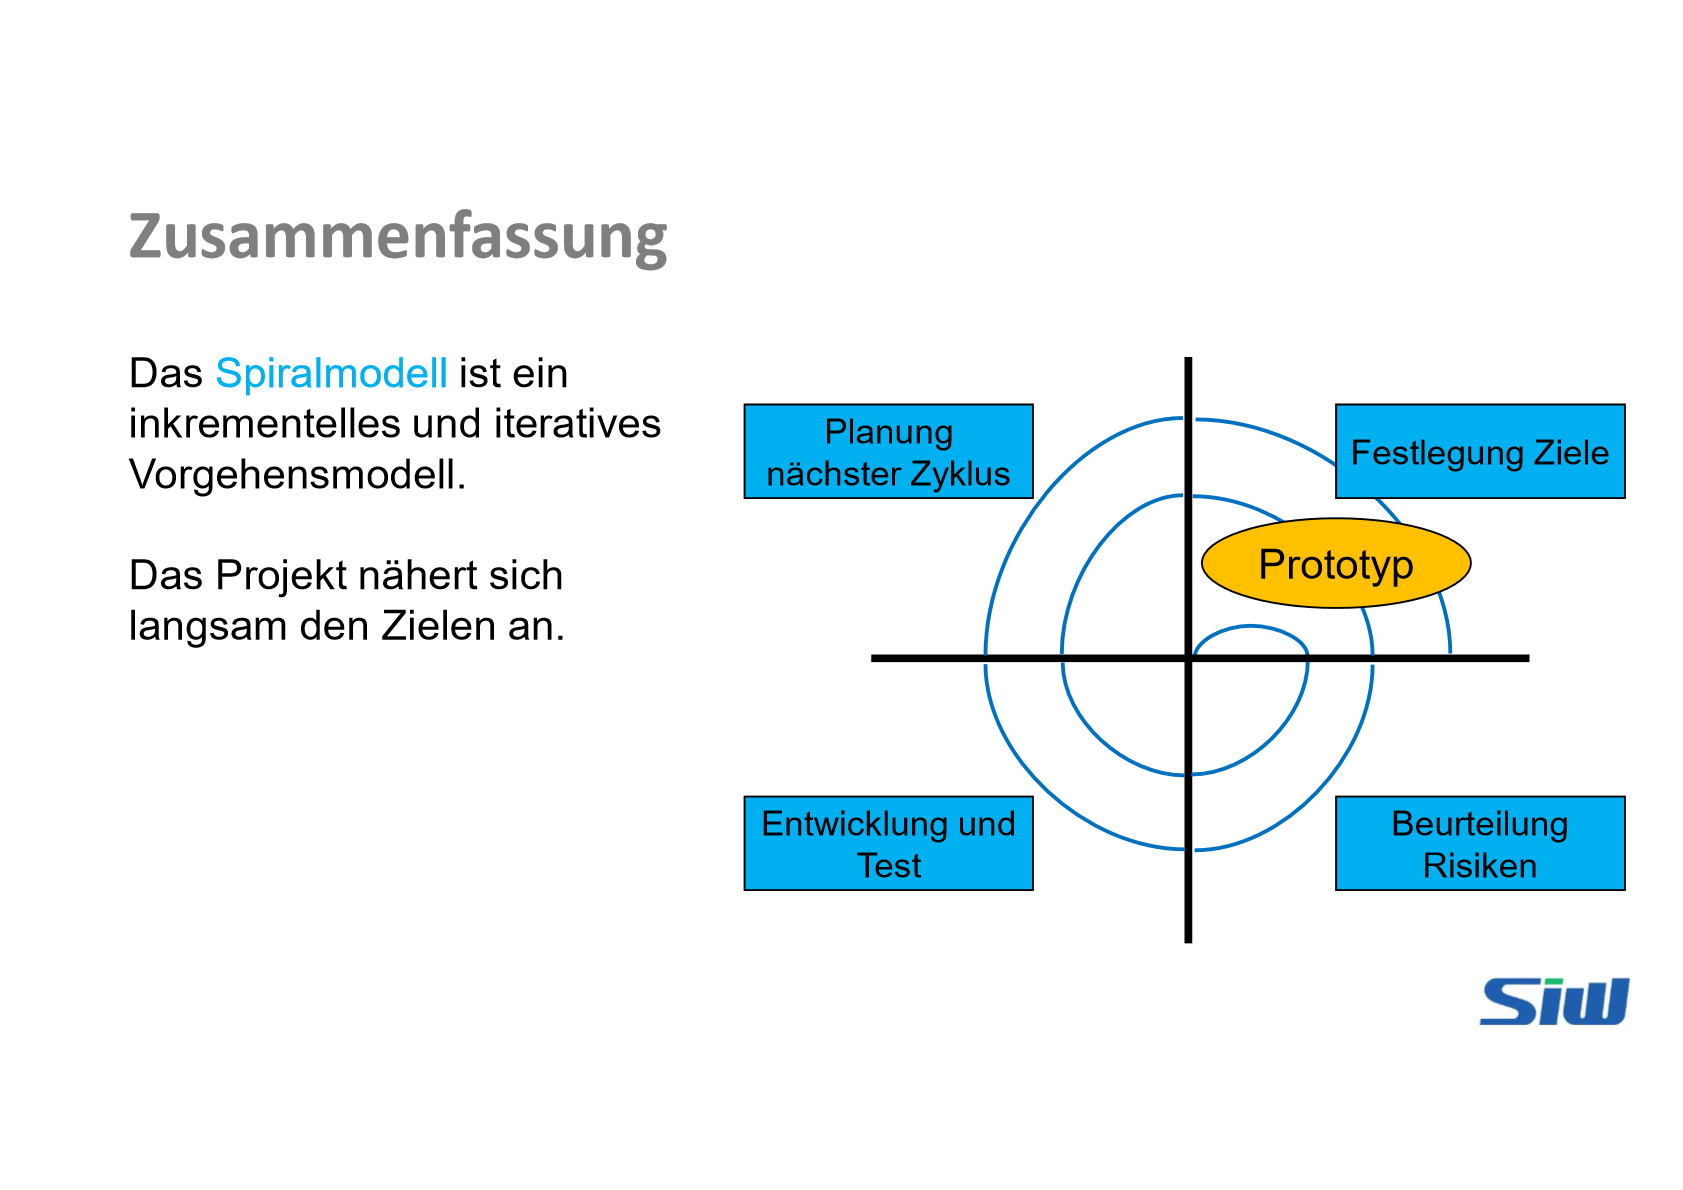 Zusammenfassung
Das Spiralmodell ist ein
inkrementelles und iteratives
Vorgehensmodell.
Das Projekt nähert sich
langsam den Zielen an.
Planung
nächster Zyklus
Festlegung Ziele
Prototyp
Entwicklung und
Test
Beurteilung
Risiken
Siw